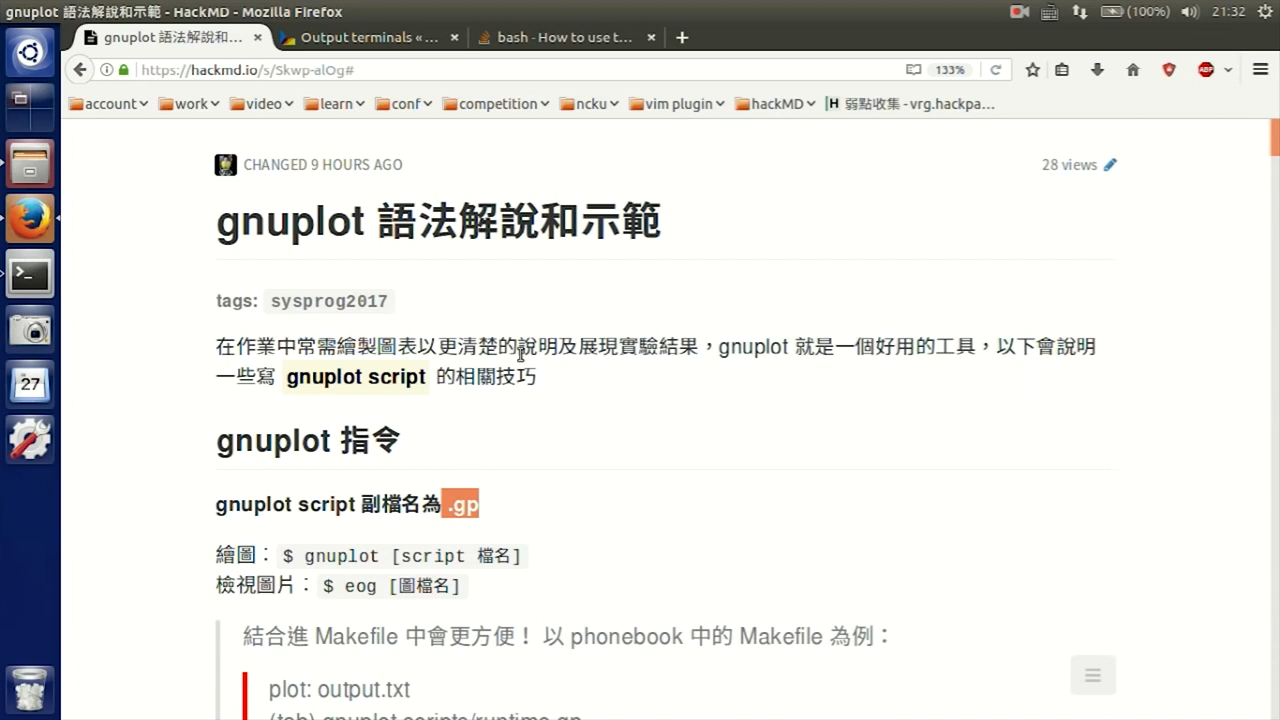 gnuplot 語法解說和示範 - HackMD - Mozilla Firefox
(100%)
21:32
gnuplot 語法解說和... ×
Output terminals «... ×
bash - How to use t... ×
https://hackmd.io/s/Skwp-alOg#
133%
ABP
account
work
video
learn
conf
competition
ncku
vim plugin
hackMD
H 弱點收集 - vrg.hackpa...
27
CHANGED 9 HOURS AGO
28 views
gnuplot 語法解說和示範
tags: sysprog2017
在作業中常需繪製圖表以更清楚的說明及展現實驗結果，gnuplot 就是一個好用的工具，以下會說明
一些寫 gnuplot script 的相關技巧
gnuplot 指令
gnuplot script 副檔名為 .gp
繪圖： $ gnuplot [script 檔名]
檢視圖片： $ eog [圖檔名]
結合進 Makefile 中會更方便！ 以 phonebook 中的 Makefile 為例：
plot: output.txt
(tab) gnuplot scripts/runtime.gp